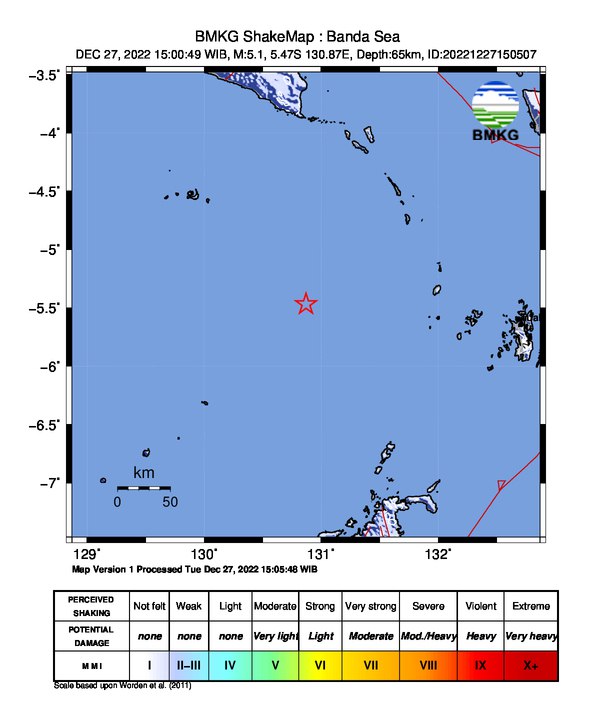 BMKG ShakeMap : Banda Sea
DEC 27, 2022 15:00:49 WIB, M:5.1, 5.47S 130.87E, Depth:65km, ID:20221227150507
−3.5˚
BMKG
−4˚
−4.5˚
−5˚
−5.5˚
−6˚
−6.5˚
−7˚
km
0 50
129˚ 130˚ 131˚ 132˚
Map Version 1 Processed Tue Dec 27, 2022 15:05:48 WIB
PERCEIVED SHAKING Not felt Weak Light Moderate Strong Very strong Severe Violent Extreme
POTENTIAL DAMAGE none none none Very light Light Moderate Mod./Heavy Heavy Very heavy
MMI I II–III IV V VI VII VIII IX X+
Scale based upon Worden et al. (2011)